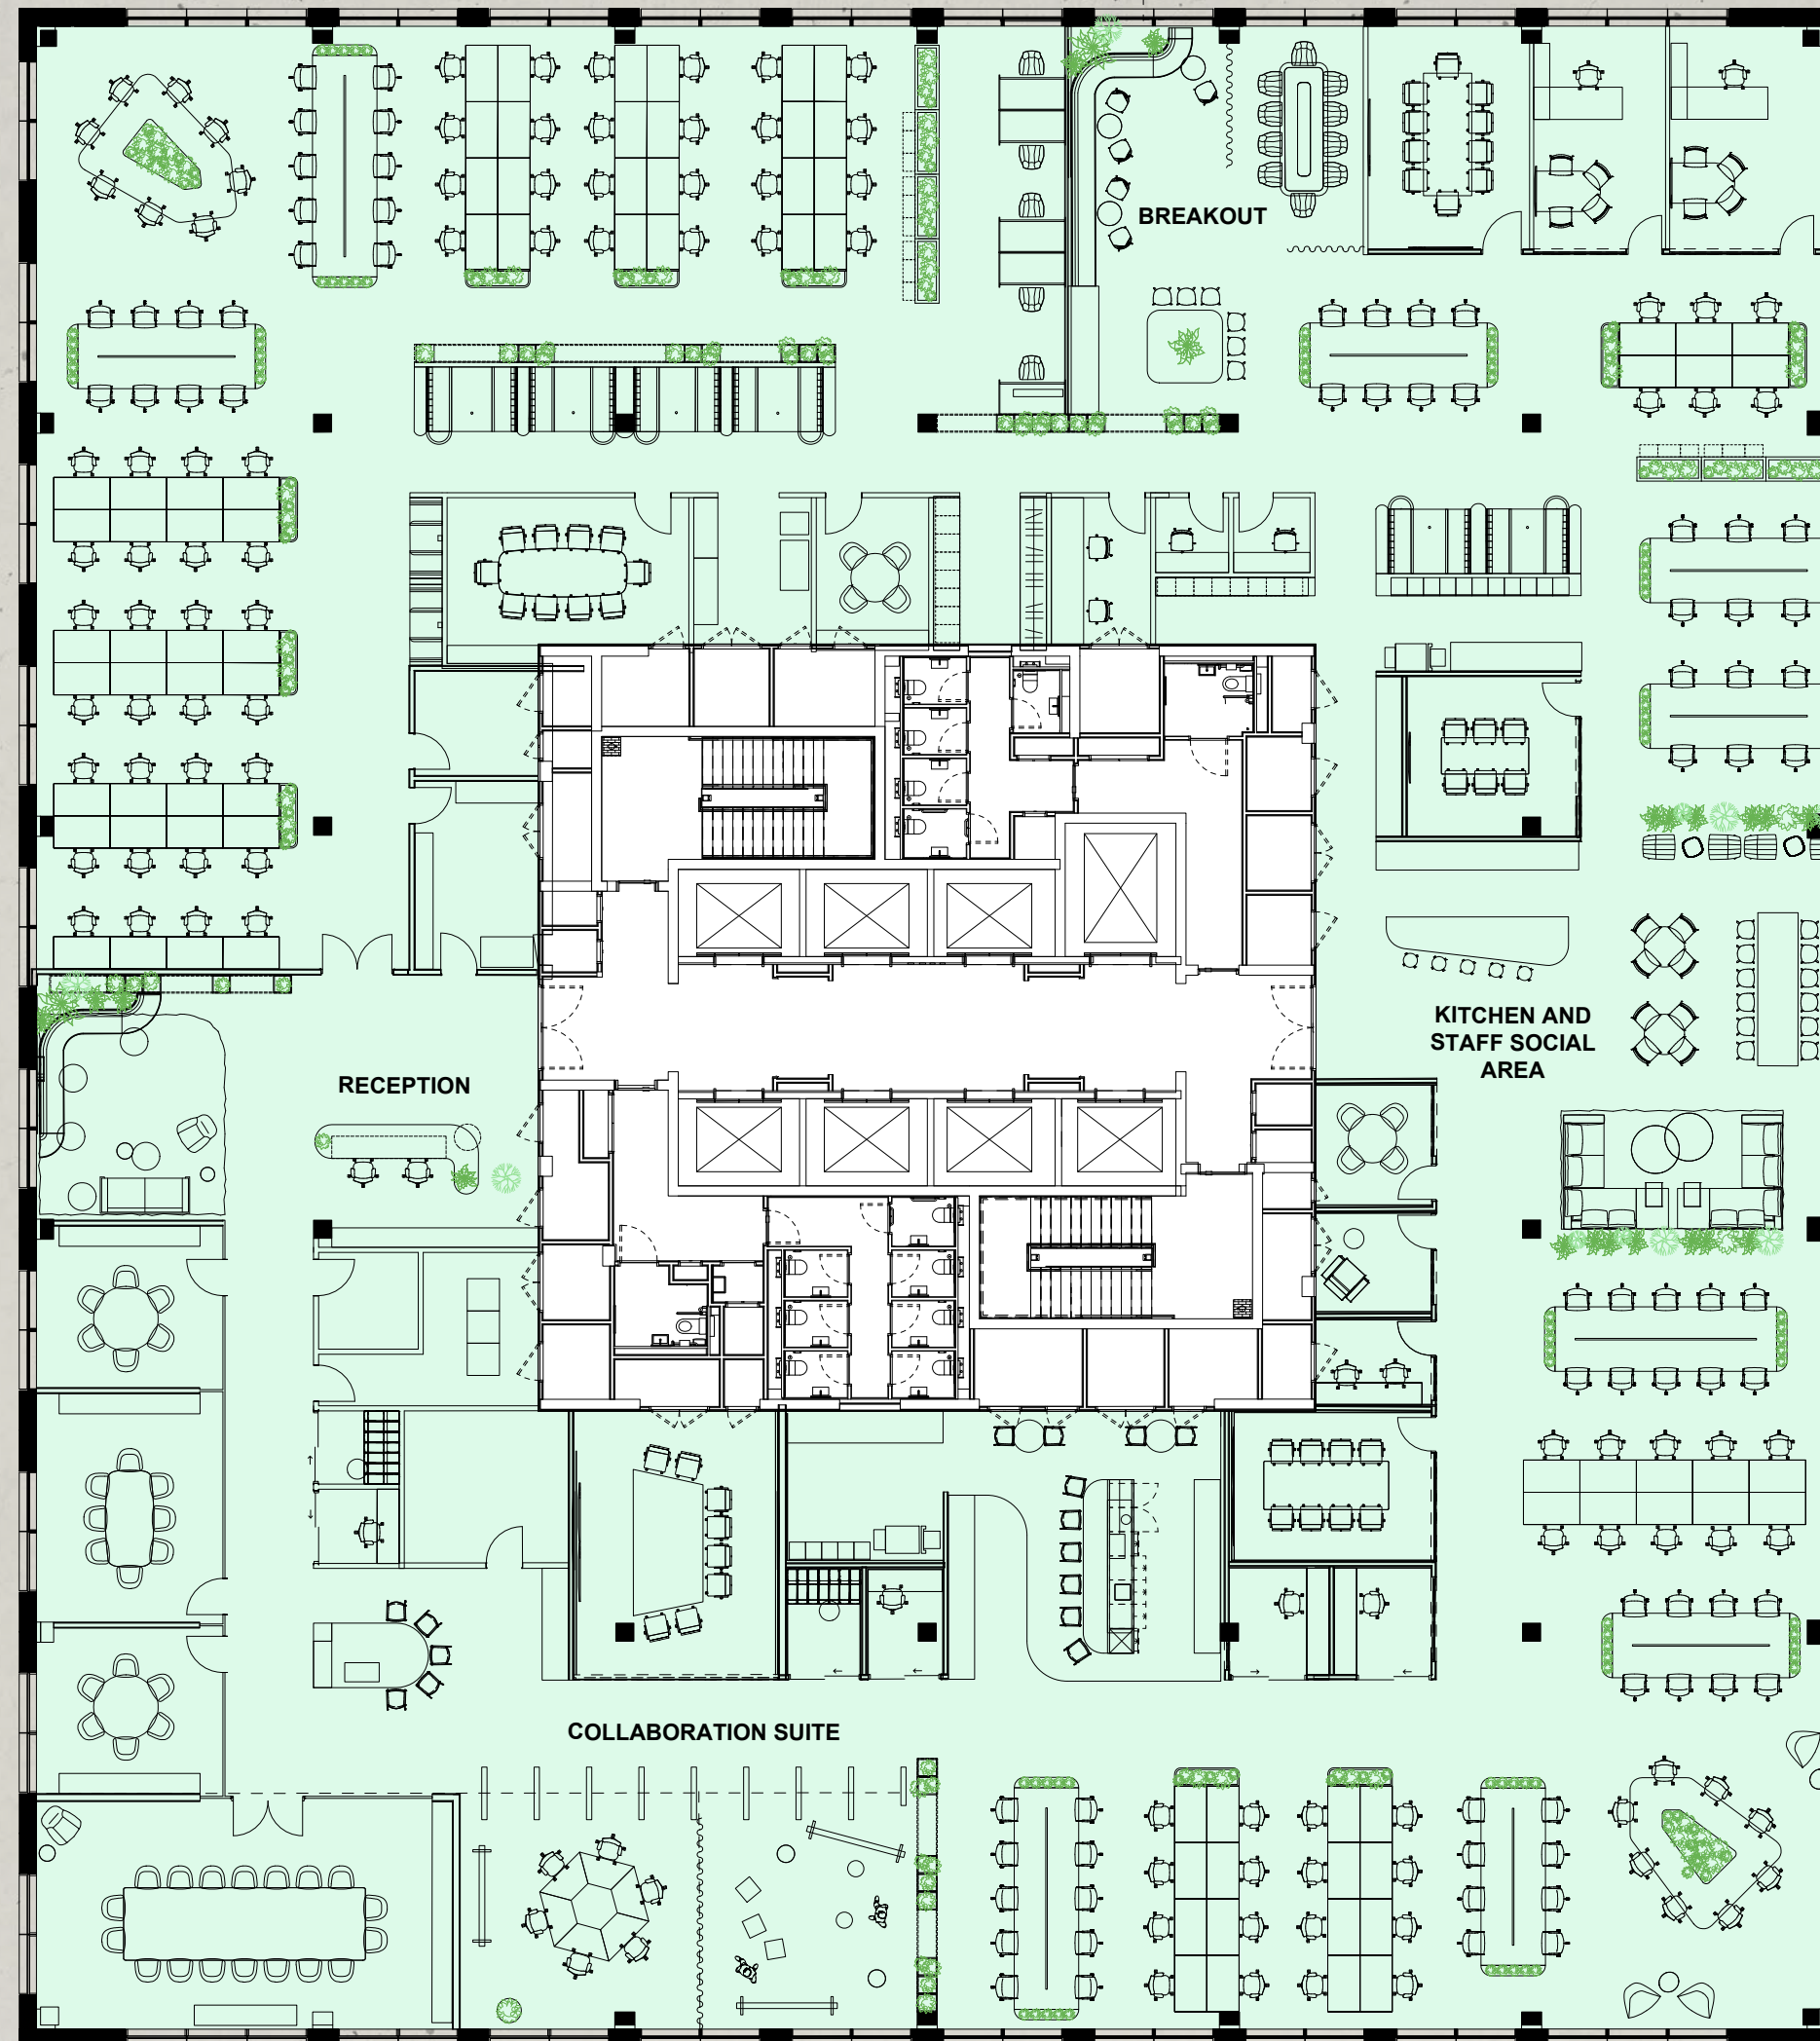 BREAKOUT
KITCHEN AND
STAFF SOCIAL
AREA
RECEPTION
COLLABORATION SUITE